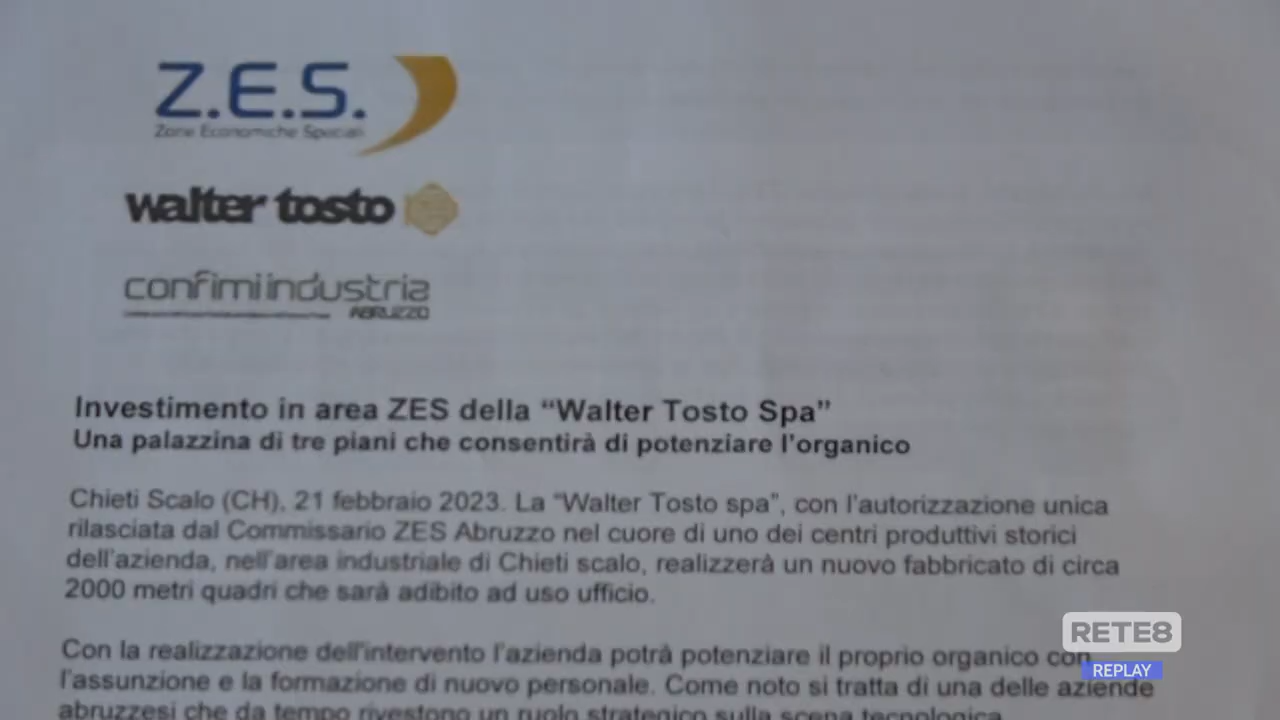 Z.E.S.
Zone Economiche Speciali
walter tosto
confimi industria
ABRUZZO
Investimento in area ZES della “Walter Tosto Spa”
Una palazzina di tre piani che consentirà di potenziare l’organico
Chieti Scalo (CH), 21 febbraio 2023. La “Walter Tosto spa”, con l’autorizzazione unica
rilasciata dal Commissario ZES Abruzzo nel cuore di uno dei centri produttivi storici
dell’azienda, nell’area industriale di Chieti scalo, realizzerà un nuovo fabbricato di circa
2000 metri quadri che sarà adibito ad uso ufficio.
Con la realizzazione dell’intervento l’azienda potrà potenziare il proprio organico con
l’assunzione e la formazione di nuovo personale. Come noto si tratta di una delle aziende
abruzzesi che da tempo rivestono un ruolo strategico sulla scena tecnologica
RETE8
REPLAY